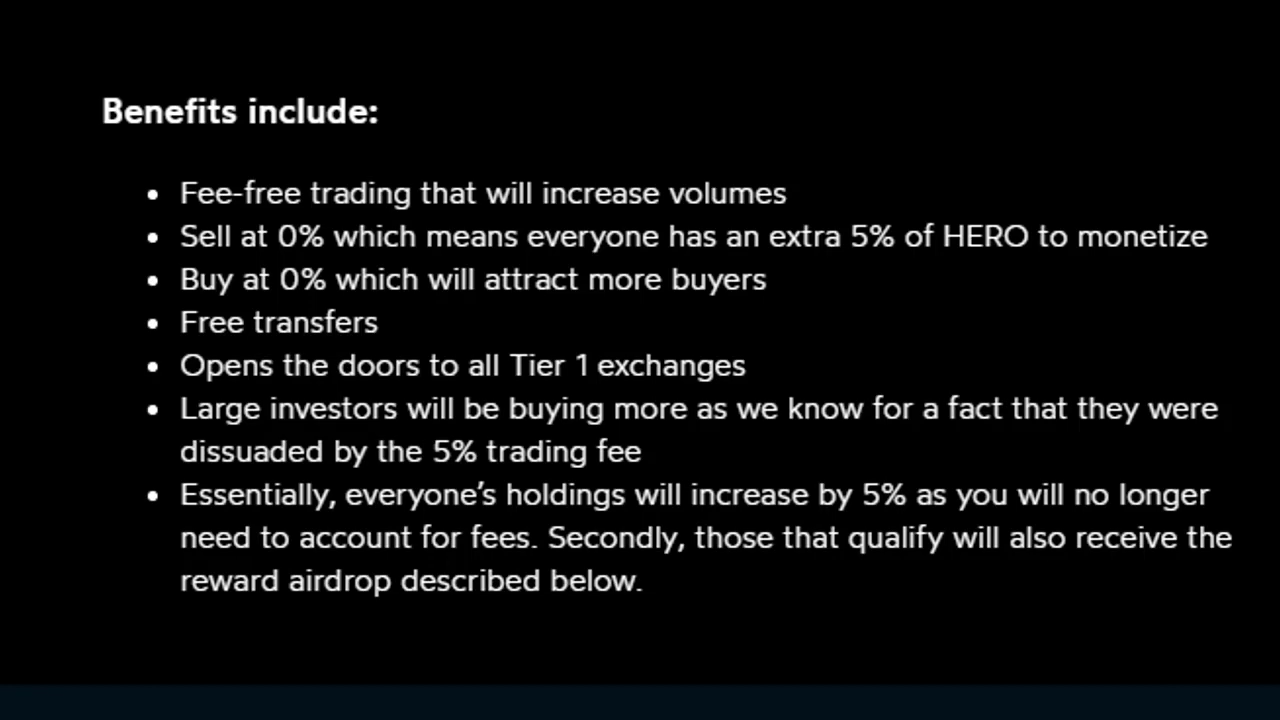 Benefits include:
• Fee-free trading that will increase volumes
• Sell at 0% which means everyone has an extra 5% of HERO to monetize
• Buy at 0% which will attract more buyers
• Free transfers
• Opens the doors to all Tier 1 exchanges
• Large investors will be buying more as we know for a fact that they were
dissuaded by the 5% trading fee
• Essentially, everyone’s holdings will increase by 5% as you will no longer
need to account for fees. Secondly, those that qualify will also receive the
reward airdrop described below.